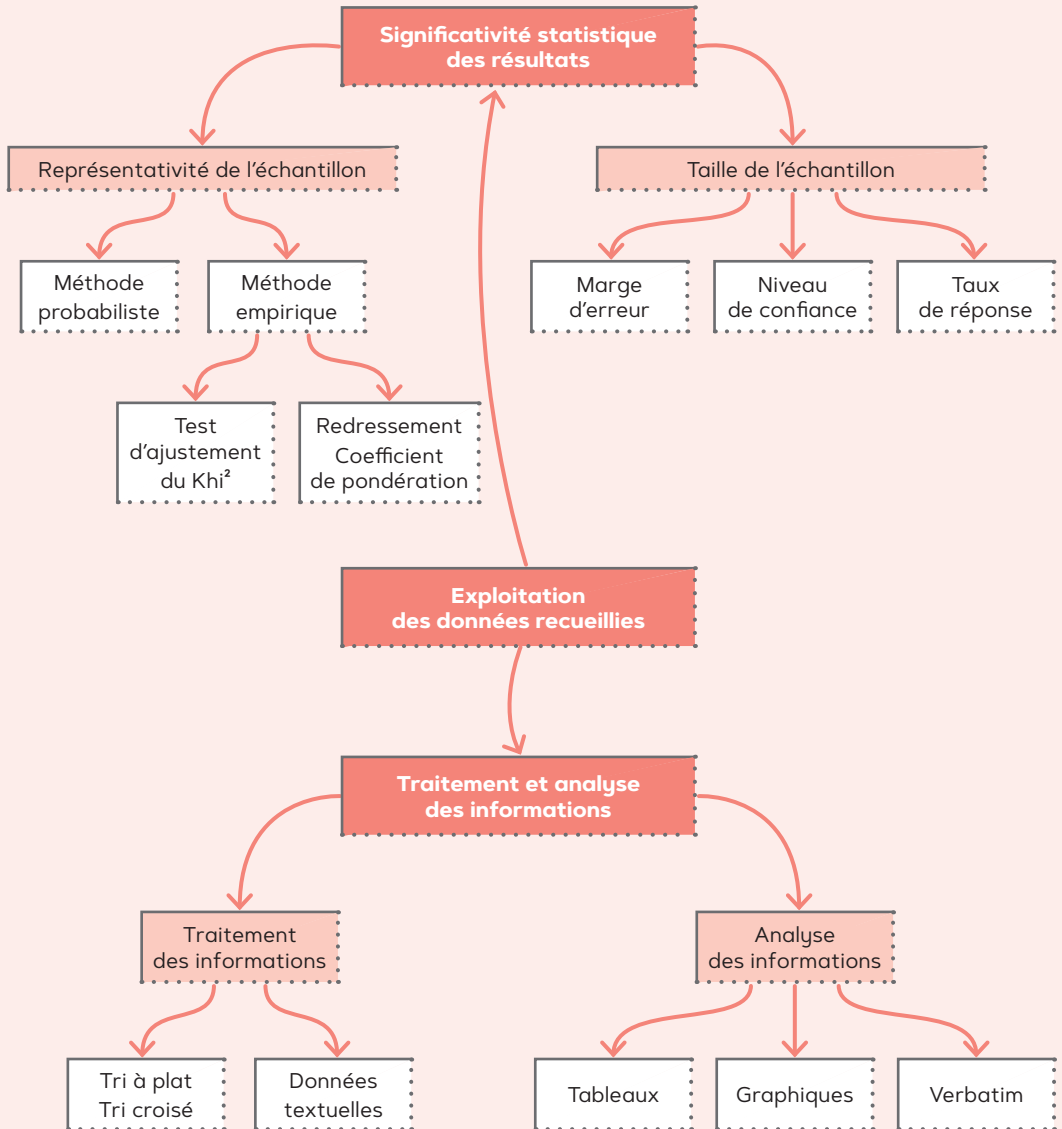 Significativité statistique
des résultats
Représentativité de l'échantillon
Taille de l'échantillon
Méthode
probabiliste
Méthode
empirique
Marge
d'erreur
Niveau
de confiance
Taux
de réponse
Test
d'ajustement
du Khi²
Redressement
Coefficient
de pondération
Exploitation
des données recueillies
Traitement et analyse
des informations
Traitement
des informations
Analyse
des informations
Tri à plat
Tri croisé
Données
textuelles
Tableaux
Graphiques
Verbatim